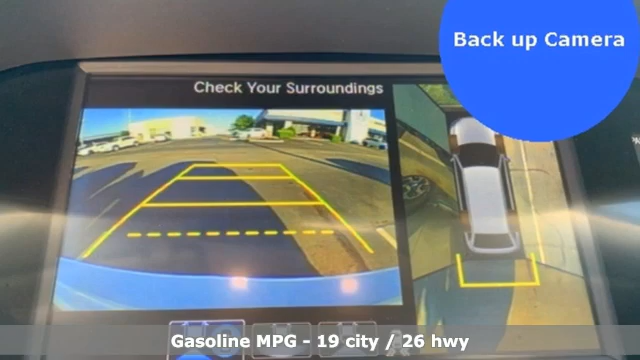 Back up Camera
Check Your Surroundings
Gasoline MPG - 19 city / 26 hwy